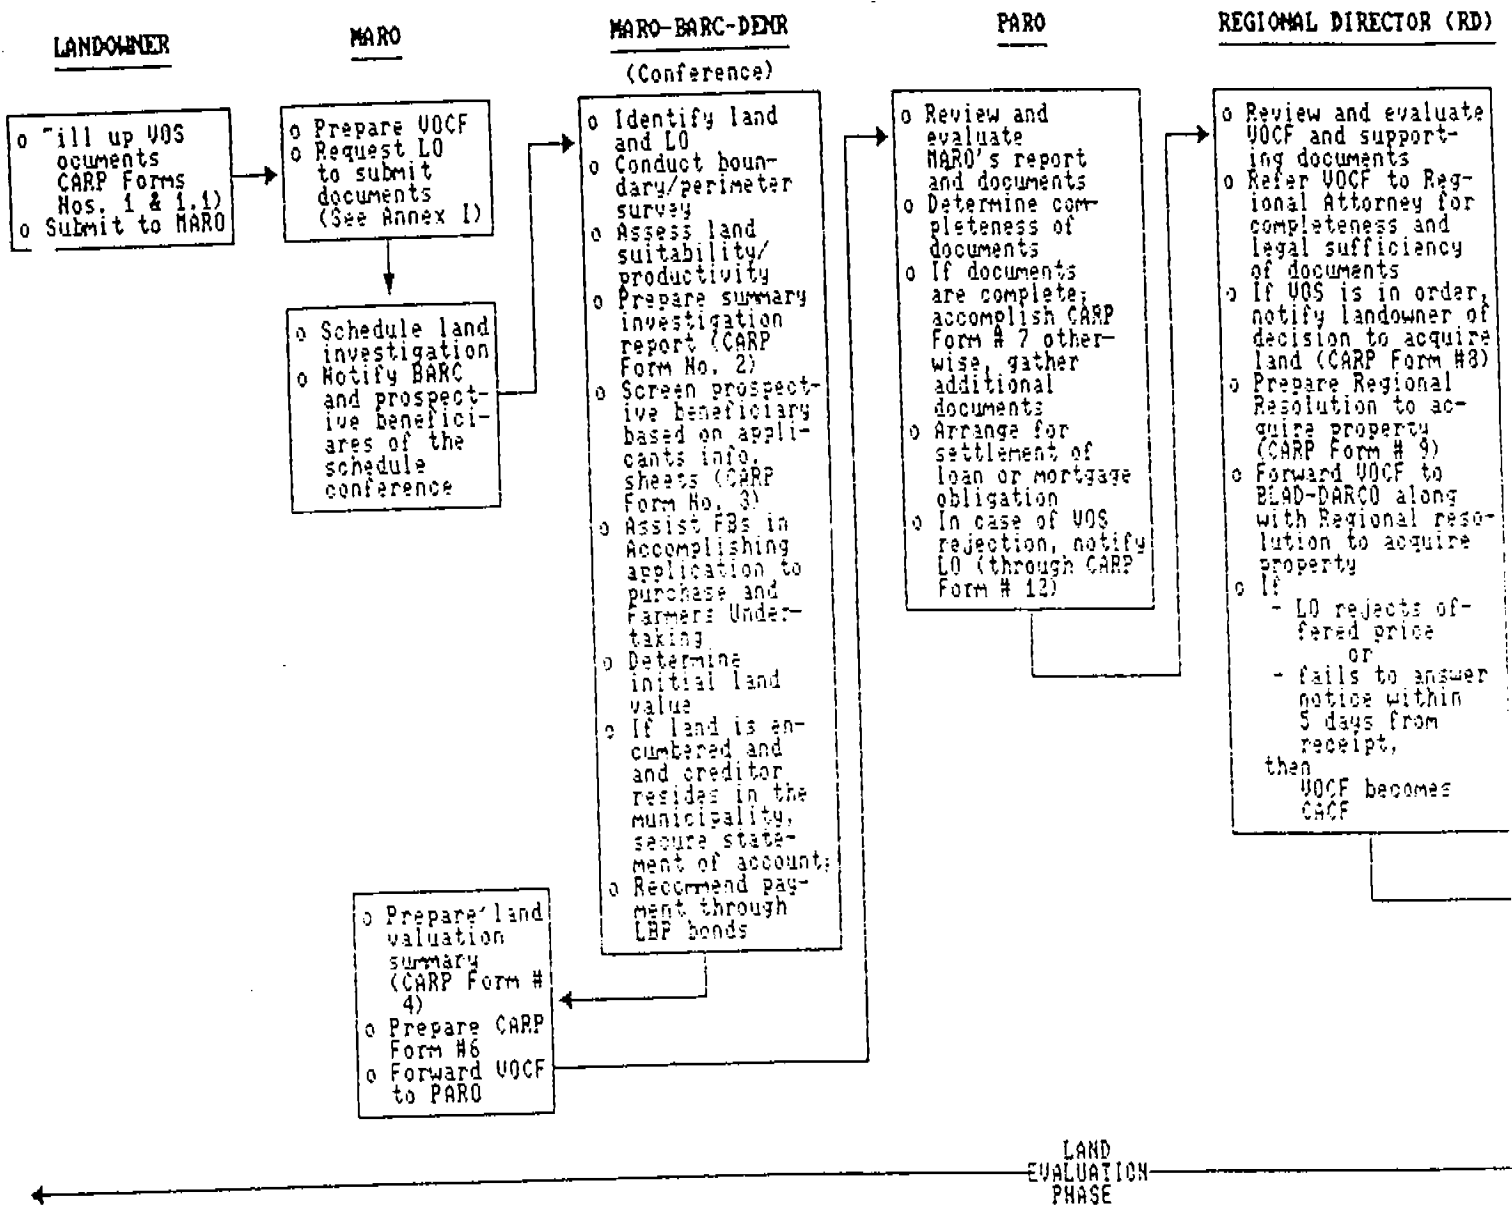 LANDOWNER
o ill up VOS
ocuments
CARP Forms
Nos. 1 & 1.1)
o Submit to MARO
MARO
o Prepare VOCF
o Request LO
to submit
documents
(See Annex I)
o Schedule land
investigation
o Notify BARC
and prospect-
ive benefici-
ares of the
schedule
conference
MARO-BARC-DENR
(Conference)
o Identify land
and LO
o Conduct boun-
dary/perimeter
survey
o Assess land
suitability/
productivity
o Prepare summary
investigation
report (CARP
Form No. 2)
o Screen prospect-
ive beneficiary
based on appli-
cants info.
sheets (CARP
Form No. 3)
o Assist FBs in
Accomplishing
application to
purchase and
Farmers Under-
taking
o Determine
initial land
value
o If land is en-
cumbered and
and creditor
resides in the
municipality,
secure state-
ment of account;
o Recommend pay-
ment through
LBP bonds
o Prepare land
valuation
summary
(CARP Form #
4)
o Prepare CARP
Form #6
o Forward VOCF
to PARO
PARO
o Review and
evaluate
MARO's report
and documents
o Determine com-
pleteness of
documents
o If documents
are complete,
accomplish CARP
Form # 7 other-
wise, gather
additional
documents
o Arrange for
settlement of
loan or mortgage
obligation
o In case of VOS
rejection, notify
LO (through CARP
Form # 12)
REGIONAL DIRECTOR (RD)
o Review and evaluate
VOCF and support-
ing documents
o Refer VOCF to Reg-
ional Attorney for
completeness and
legal sufficiency
of documents
o If VOS is in order,
notify landowner of
decision to acquire
land (CARP Form #8)
o Prepare Regional
Resolution to ac-
quire property
(CARP Form # 9)
o Forward VOCF to
BLAD-DARCO along
with Regional reso-
lution to acquire
property
o If
- LO rejects of-
fered price
or
- fails to answer
notice within
5 days from
receipt,
then
VOCF becomes
CACF
LAND
EVALUATION
PHASE